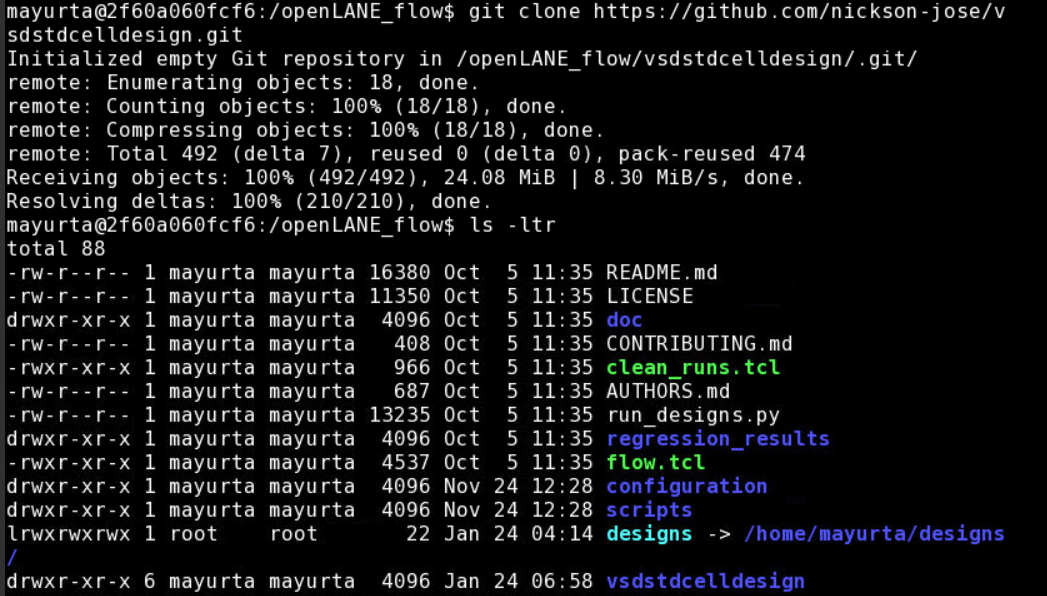 mayurta@2f60a060fcf6:/openLANE_flow$ git clone https://github.com/nickson-jose/v
sdstdcelldesign.git
Initialized empty Git repository in /openLANE_flow/vsdstdcelldesign/.git/
remote: Enumerating objects: 18, done.
remote: Counting objects: 100% (18/18), done.
remote: Compressing objects: 100% (18/18), done.
remote: Total 492 (delta 7), reused 0 (delta 0), pack-reused 474
Receiving objects: 100% (492/492), 24.08 MiB | 8.30 MiB/s, done.
Resolving deltas: 100% (210/210), done.
mayurta@2f60a060fcf6:/openLANE_flow$ ls -ltr
total 88
-rw-r--r-- 1 mayurta mayurta 16380 Oct  5 11:35 README.md
-rw-r--r-- 1 mayurta mayurta 11350 Oct  5 11:35 LICENSE
drwxr-xr-x 1 mayurta mayurta  4096 Oct  5 11:35 doc
-rw-r--r-- 1 mayurta mayurta   408 Oct  5 11:35 CONTRIBUTING.md
-rwxr-xr-x 1 mayurta mayurta   966 Oct  5 11:35 clean_runs.tcl
-rw-r--r-- 1 mayurta mayurta   687 Oct  5 11:35 AUTHORS.md
-rw-r--r-- 1 mayurta mayurta 13235 Oct  5 11:35 run_designs.py
drwxr-xr-x 1 mayurta mayurta  4096 Oct  5 11:35 regression_results
-rwxr-xr-x 1 mayurta mayurta  4537 Oct  5 11:35 flow.tcl
drwxr-xr-x 1 mayurta mayurta  4096 Nov 24 12:28 configuration
drwxr-xr-x 1 mayurta mayurta  4096 Nov 24 12:28 scripts
lrwxrwxrwx 1 root    root       22 Jan 24 04:14 designs -> /home/mayurta/designs
/
drwxr-xr-x 6 mayurta mayurta  4096 Jan 24 06:58 vsdstdcelldesign